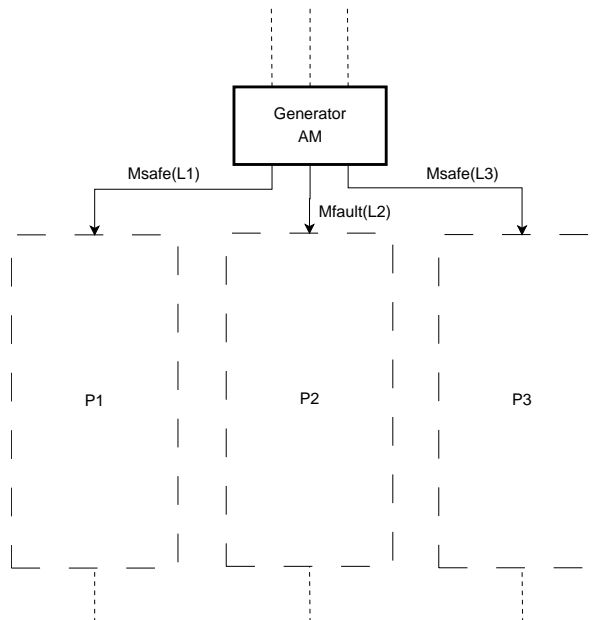 Generator
AM
Msafe(L1)
Msafe(L3)
Mfault(L2)
P1
P2
P3